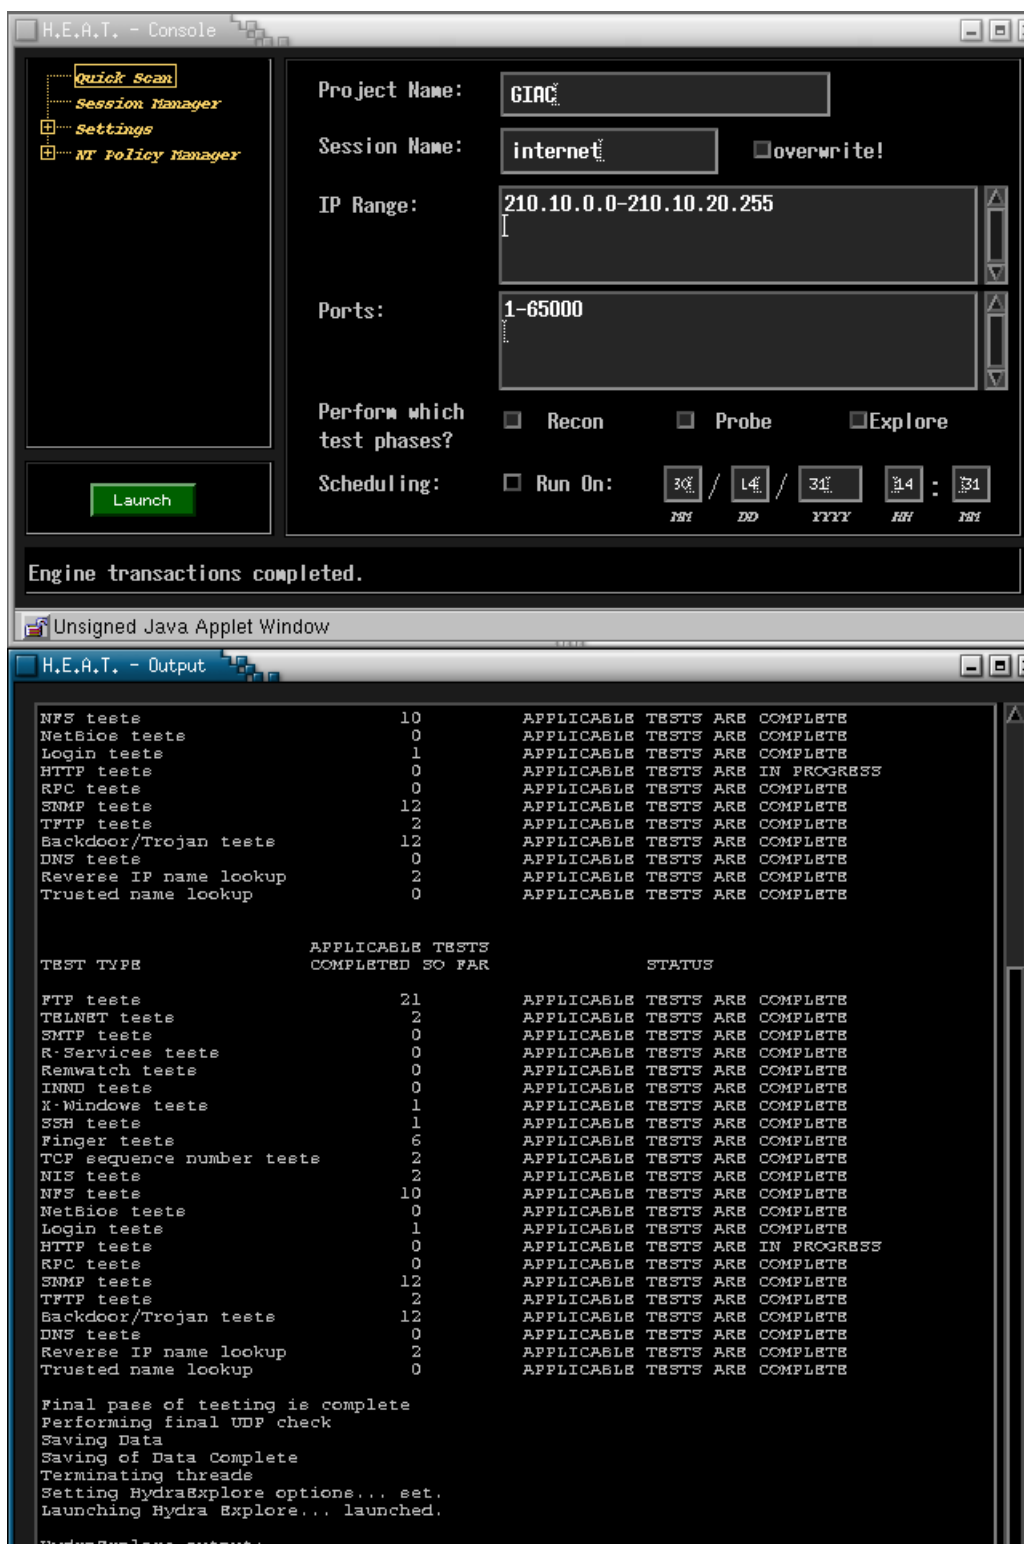 H.E.A.T. - Console
Quick Scan
Session Manager
Settings
NT Policy Manager
Launch
Project Name: GIAC
Session Name: internet overwrite!
IP Range: 210.10.0.0-210.10.20.255
Ports: 1-65000
Perform which test phases? Recon Probe Explore
Scheduling: Run On: 30 / 14 / 31 14 : 31
MM DD YYYY HH MM
Engine transactions completed.
Unsigned Java Applet Window
H.E.A.T. - Output
NFS tests 10 APPLICABLE TESTS ARE COMPLETE
NetBios tests 0 APPLICABLE TESTS ARE COMPLETE
Login tests 1 APPLICABLE TESTS ARE COMPLETE
HTTP tests 0 APPLICABLE TESTS ARE IN PROGRESS
RPC tests 0 APPLICABLE TESTS ARE COMPLETE
SNMP tests 12 APPLICABLE TESTS ARE COMPLETE
TFTP tests 2 APPLICABLE TESTS ARE COMPLETE
Backdoor/Trojan tests 12 APPLICABLE TESTS ARE COMPLETE
DNS tests 0 APPLICABLE TESTS ARE COMPLETE
Reverse IP name lookup 2 APPLICABLE TESTS ARE COMPLETE
Trusted name lookup 0 APPLICABLE TESTS ARE COMPLETE
APPLICABLE TESTS
TEST TYPE COMPLETED SO FAR STATUS
FTP tests 21 APPLICABLE TESTS ARE COMPLETE
TELNET tests 2 APPLICABLE TESTS ARE COMPLETE
SMTP tests 0 APPLICABLE TESTS ARE COMPLETE
R-Services tests 0 APPLICABLE TESTS ARE COMPLETE
Remwatch tests 0 APPLICABLE TESTS ARE COMPLETE
INND tests 0 APPLICABLE TESTS ARE COMPLETE
X-Windows tests 1 APPLICABLE TESTS ARE COMPLETE
SSH tests 1 APPLICABLE TESTS ARE COMPLETE
Finger tests 6 APPLICABLE TESTS ARE COMPLETE
TCP sequence number tests 2 APPLICABLE TESTS ARE COMPLETE
NIS tests 2 APPLICABLE TESTS ARE COMPLETE
NFS tests 10 APPLICABLE TESTS ARE COMPLETE
NetBios tests 0 APPLICABLE TESTS ARE COMPLETE
Login tests 1 APPLICABLE TESTS ARE COMPLETE
HTTP tests 0 APPLICABLE TESTS ARE IN PROGRESS
RPC tests 0 APPLICABLE TESTS ARE COMPLETE
SNMP tests 12 APPLICABLE TESTS ARE COMPLETE
TFTP tests 2 APPLICABLE TESTS ARE COMPLETE
Backdoor/Trojan tests 12 APPLICABLE TESTS ARE COMPLETE
DNS tests 0 APPLICABLE TESTS ARE COMPLETE
Reverse IP name lookup 2 APPLICABLE TESTS ARE COMPLETE
Trusted name lookup 0 APPLICABLE TESTS ARE COMPLETE
Final pass of testing is complete
Performing final UDP check
Saving Data
Saving of Data Complete
Terminating threads
Setting HydraExplore options... set.
Launching Hydra Explore... launched.